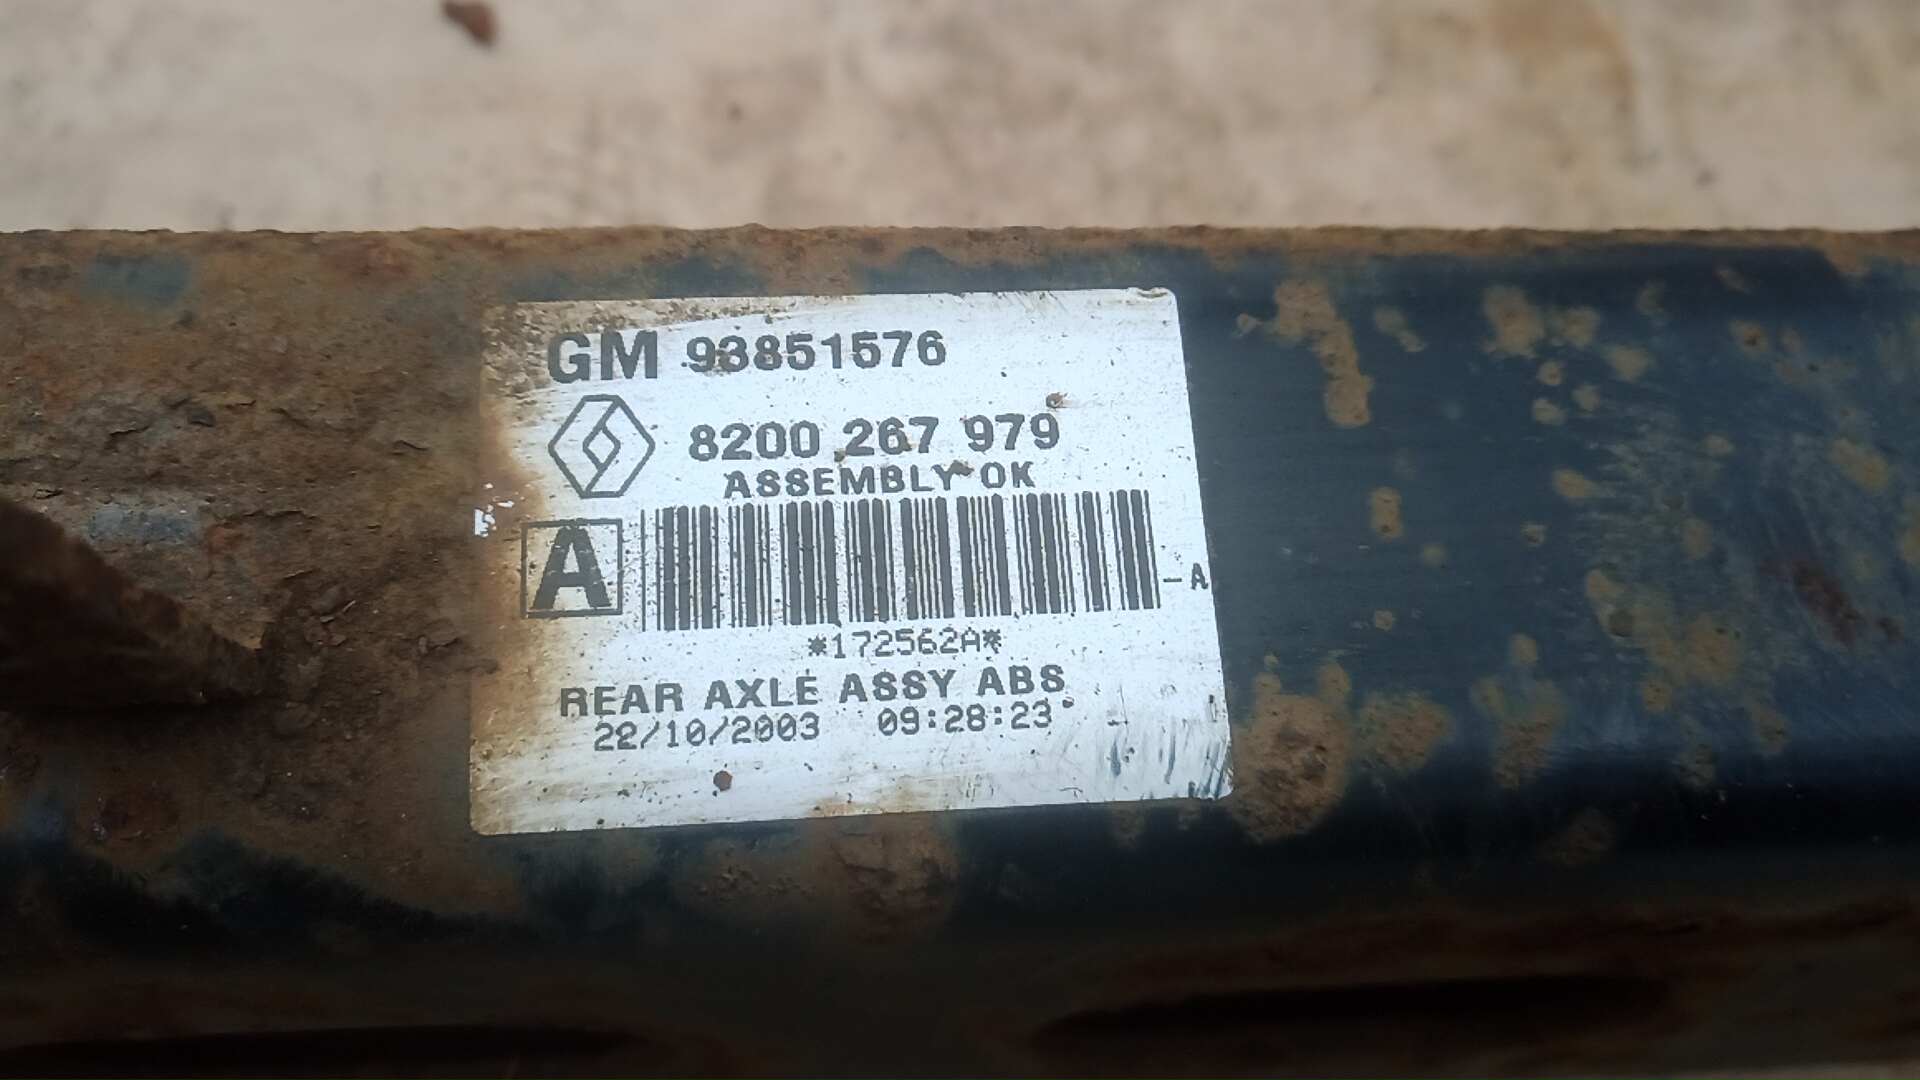 GM 93851576
8200 267 979
ASSEMBLY OK
A
-A
*172562A*
REAR AXLE ASSY ABS
22/10/2003 09:28:23